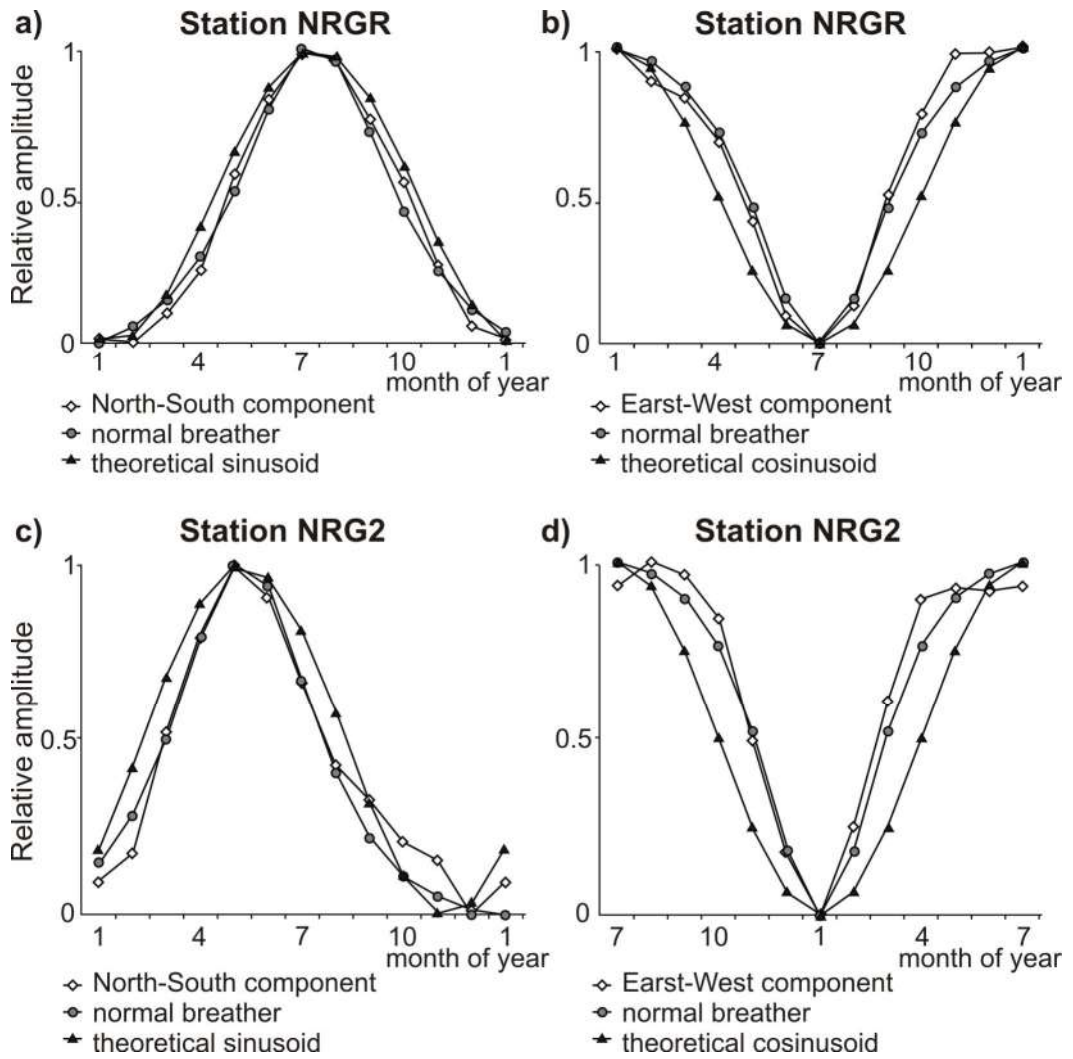 a) Station NRGR
Relative amplitude
1
0.5
0
1 4 7 10 1
month of year
North-South component
normal breather
theoretical sinusoid
b) Station NRGR
1
0.5
0
1 4 7 10 1
month of year
Earst-West component
normal breather
theoretical cosinusoid
c) Station NRG2
Relative amplitude
1
0.5
0
1 4 7 10 1
month of year
North-South component
normal breather
theoretical sinusoid
d) Station NRG2
1
0.5
0
7 10 1 4 7
month of year
Earst-West component
normal breather
theoretical cosinusoid